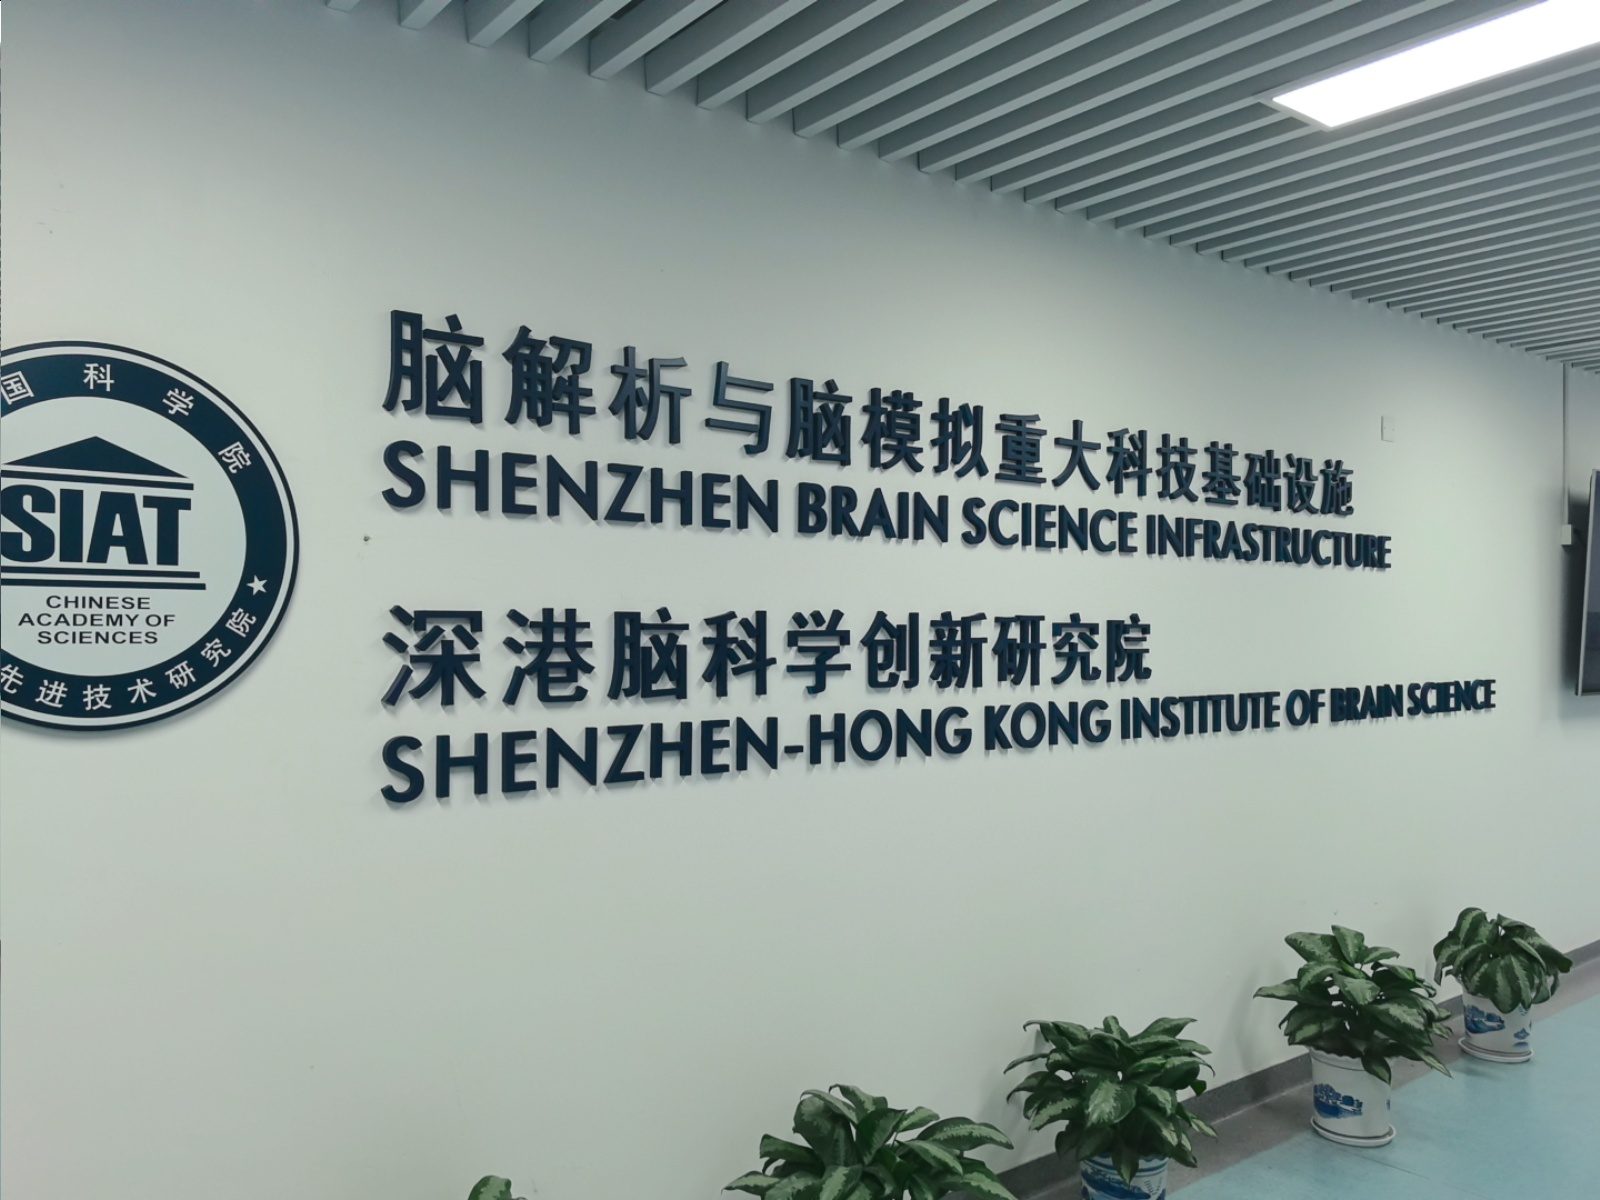 国科学院
SIAT
CHINESE
ACADEMY OF
SCIENCES
先进技术研究院
脑解析与脑模拟重大科技基础设施
SHENZHEN BRAIN SCIENCE INFRASTRUCTURE
深港脑科学创新研究院
SHENZHEN-HONG KONG INSTITUTE OF BRAIN SCIENCE